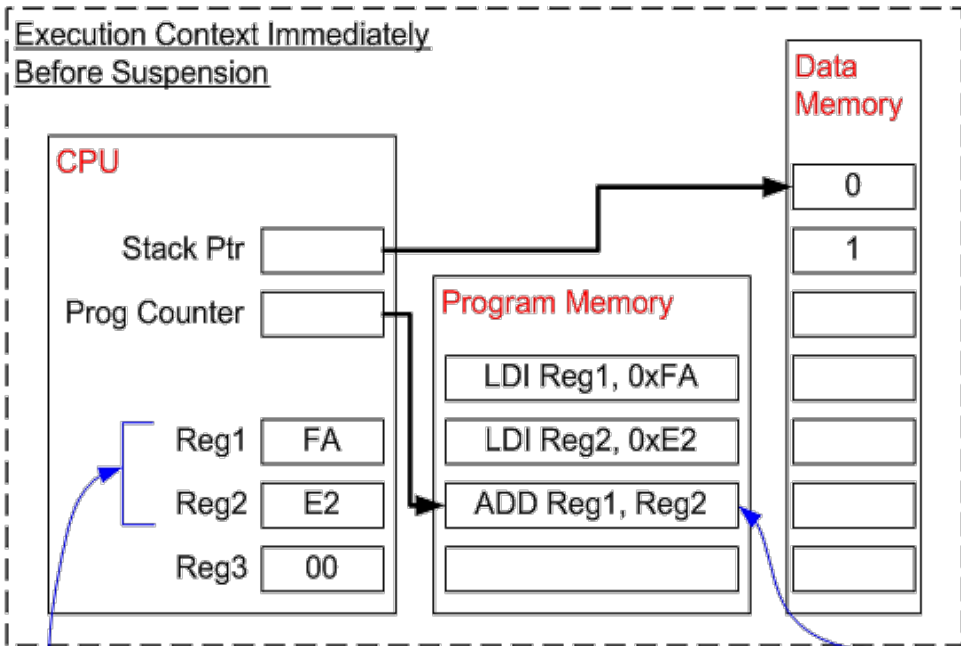 Execution Context Immediately
Before Suspension
Data
Memory
CPU
0
Stack Ptr
1
Prog Counter
Program Memory
LDI Reg1, 0xFA
Reg1 FA
LDI Reg2, 0xE2
Reg2 E2
ADD Reg1, Reg2
Reg3 00